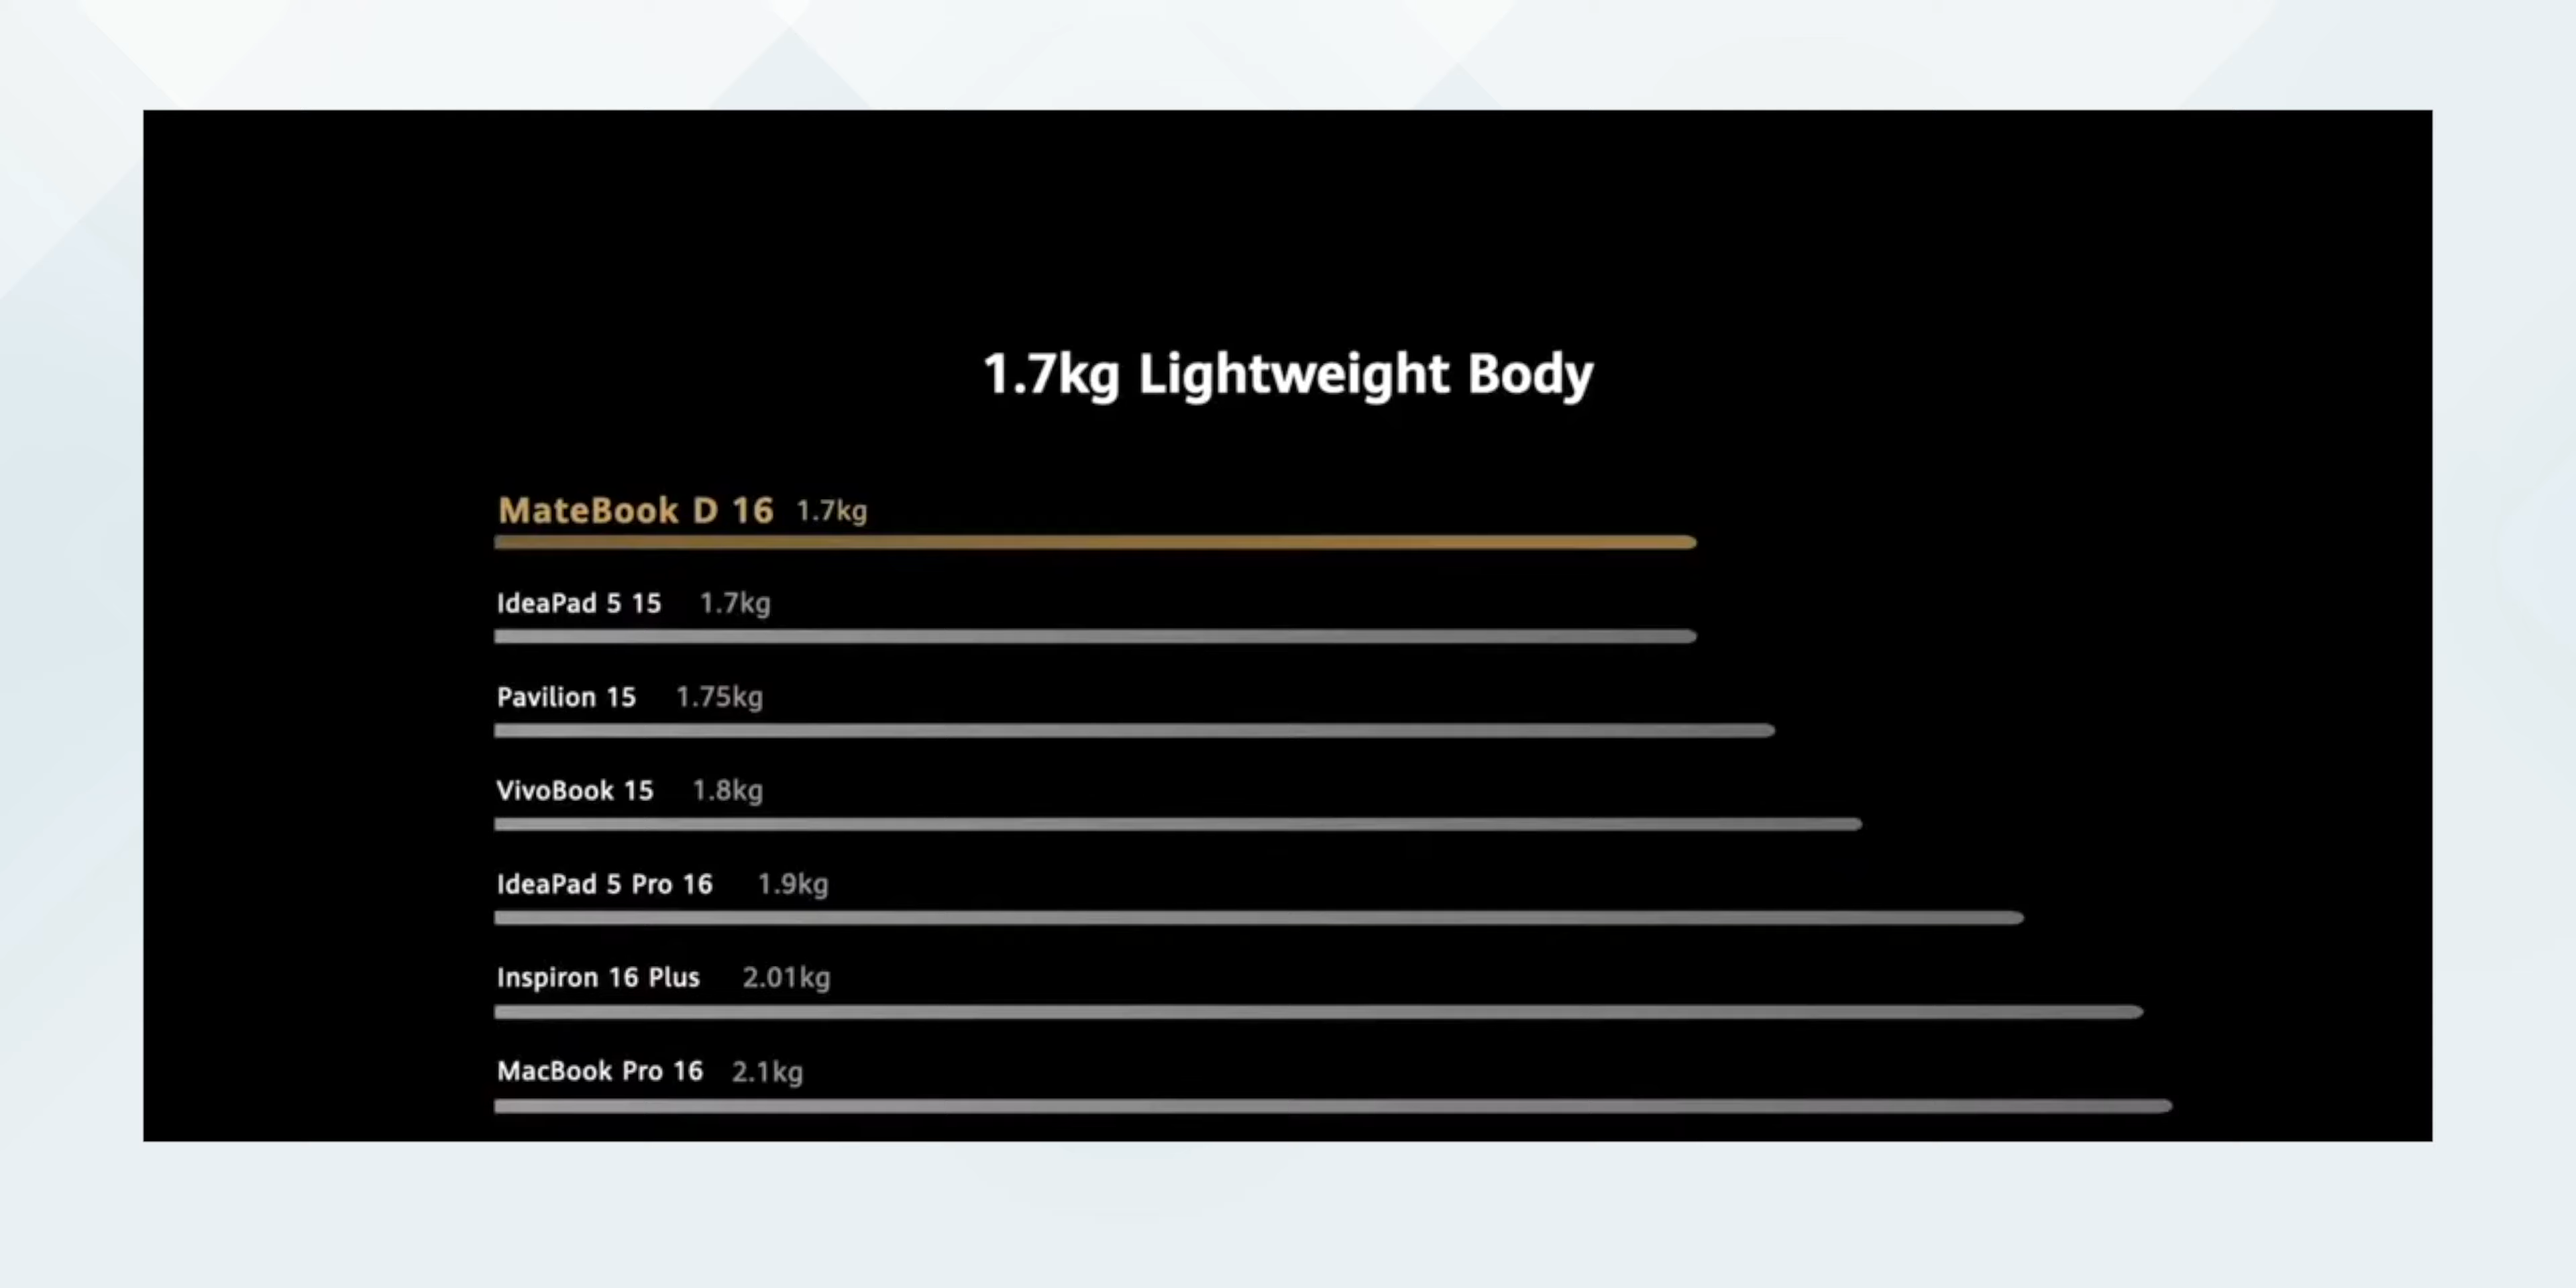 1.7kg Lightweight Body
MateBook D 16 1.7kg
IdeaPad 5 15 1.7kg
Pavilion 15 1.75kg
VivoBook 15 1.8kg
IdeaPad 5 Pro 16 1.9kg
Inspiron 16 Plus 2.01kg
MacBook Pro 16 2.1kg